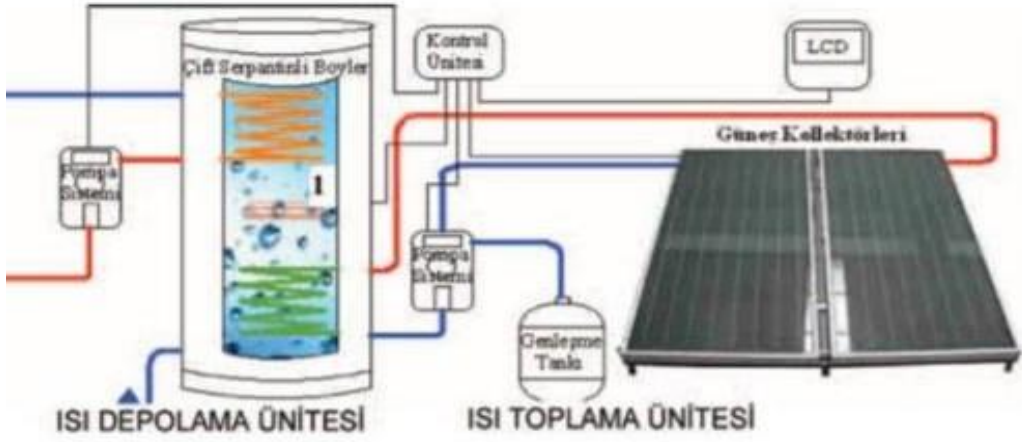 Kontrol
Ünitesi
LCD
Çift Serpantinli Boyler
Güneş Kollektörleri
Pompa
Sistemi
1
Pompa
Sistemi
Genleşme
Tankı
ISI DEPOLAMA ÜNİTESİ
ISI TOPLAMA ÜNİTESİ